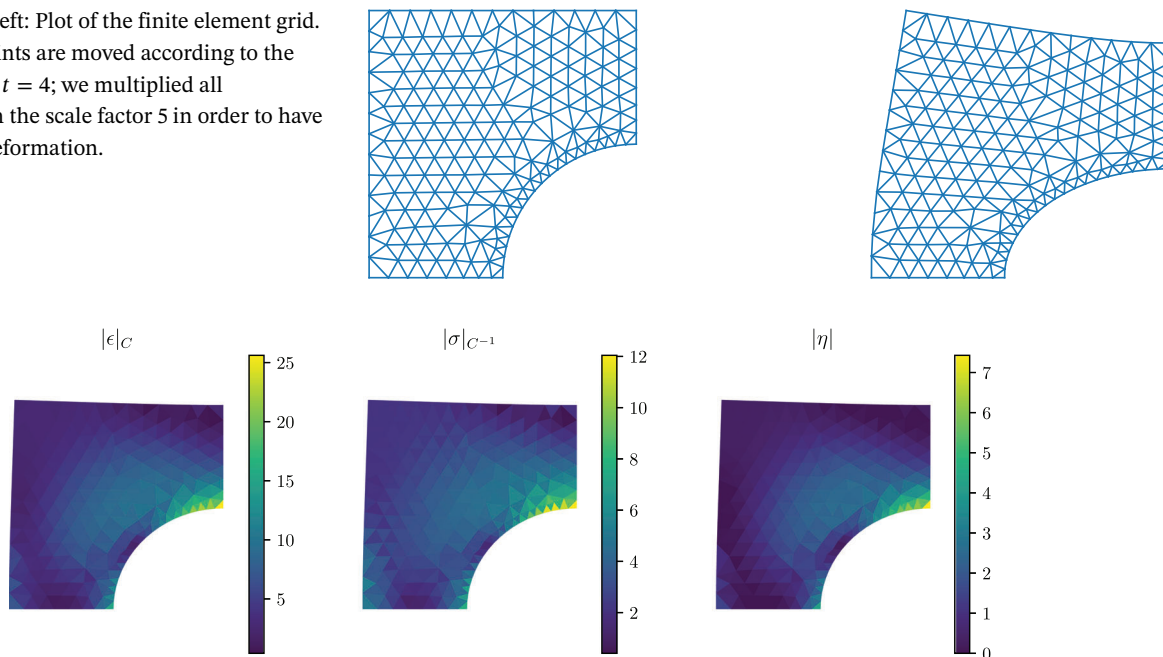 eft: Plot of the finite element grid.
nts are moved according to the
t = 4; we multiplied all
the scale factor 5 in order to have
eformation.
|ϵ|_C
25
20
15
10
5
|σ|_{C^{-1}}
12
10
8
6
4
2
|η|
7
6
5
4
3
2
1
0